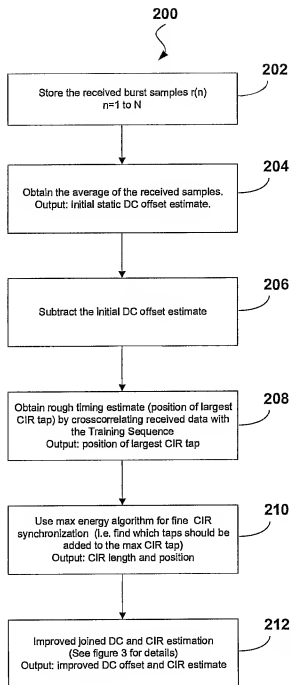 200
202
Store the received burst samples r(n)
n=1 to N
204
Obtain the average of the received samples.
Output: Initial static DC offset estimate.
206
Subtract the initial DC offset estimate
208
Obtain rough timing estimate (position of largest
CIR tap) by crosscorrelating received data with
the Training Sequence
Output: position of largest CIR tap
210
Use max energy algorithm for fine CIR
synchronization (i.e. find which taps should be
added to the max CIR tap)
Output: CIR length and position
212
Improved joined DC and CIR estimation
(See figure 3 for details)
Output: improved DC offset and CIR estimate